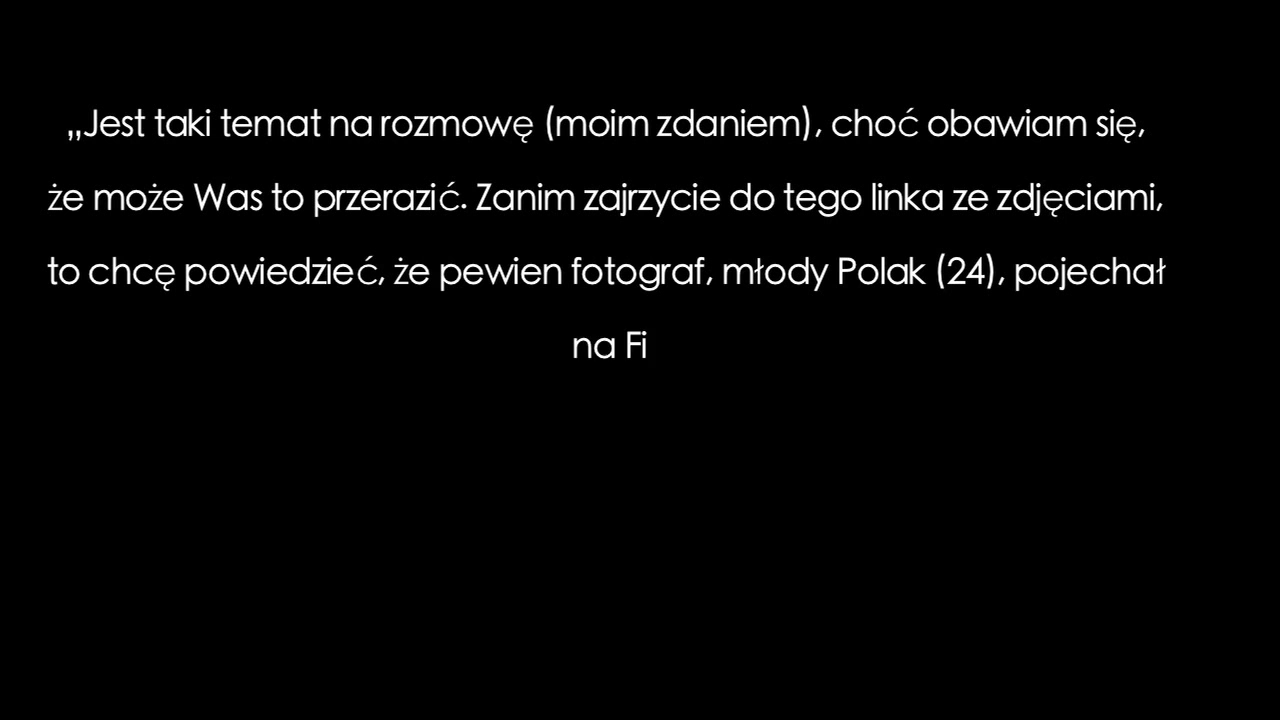 „Jest taki temat na rozmowę (moim zdaniem), choć obawiam się,
że może Was to przerazić. Zanim zajrzycie do tego linka ze zdjęciami,
to chcę powiedzieć, że pewien fotograf, młody Polak (24), pojechał
na Fi